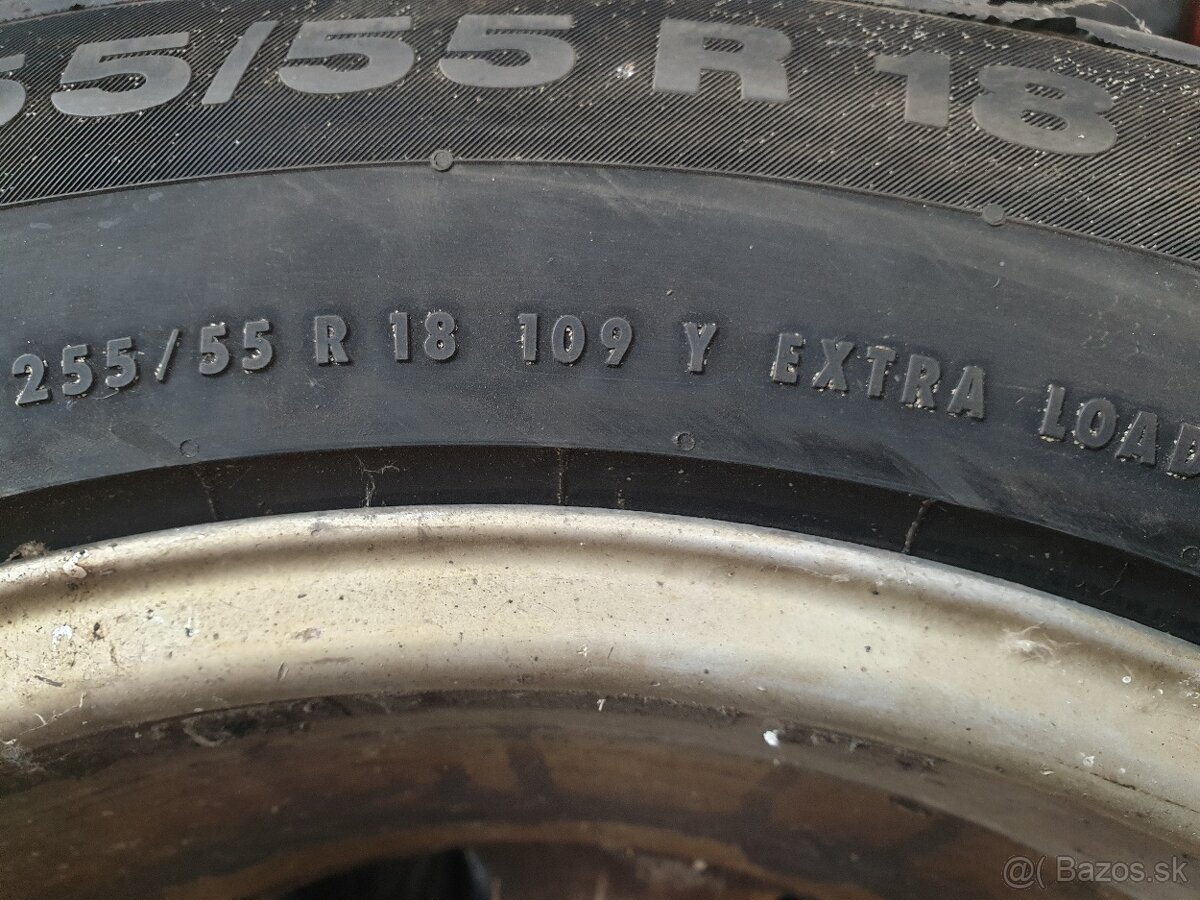 55/55 R 18
255/55 R 18 109 Y EXTRA LOAD
@( Bazos.sk